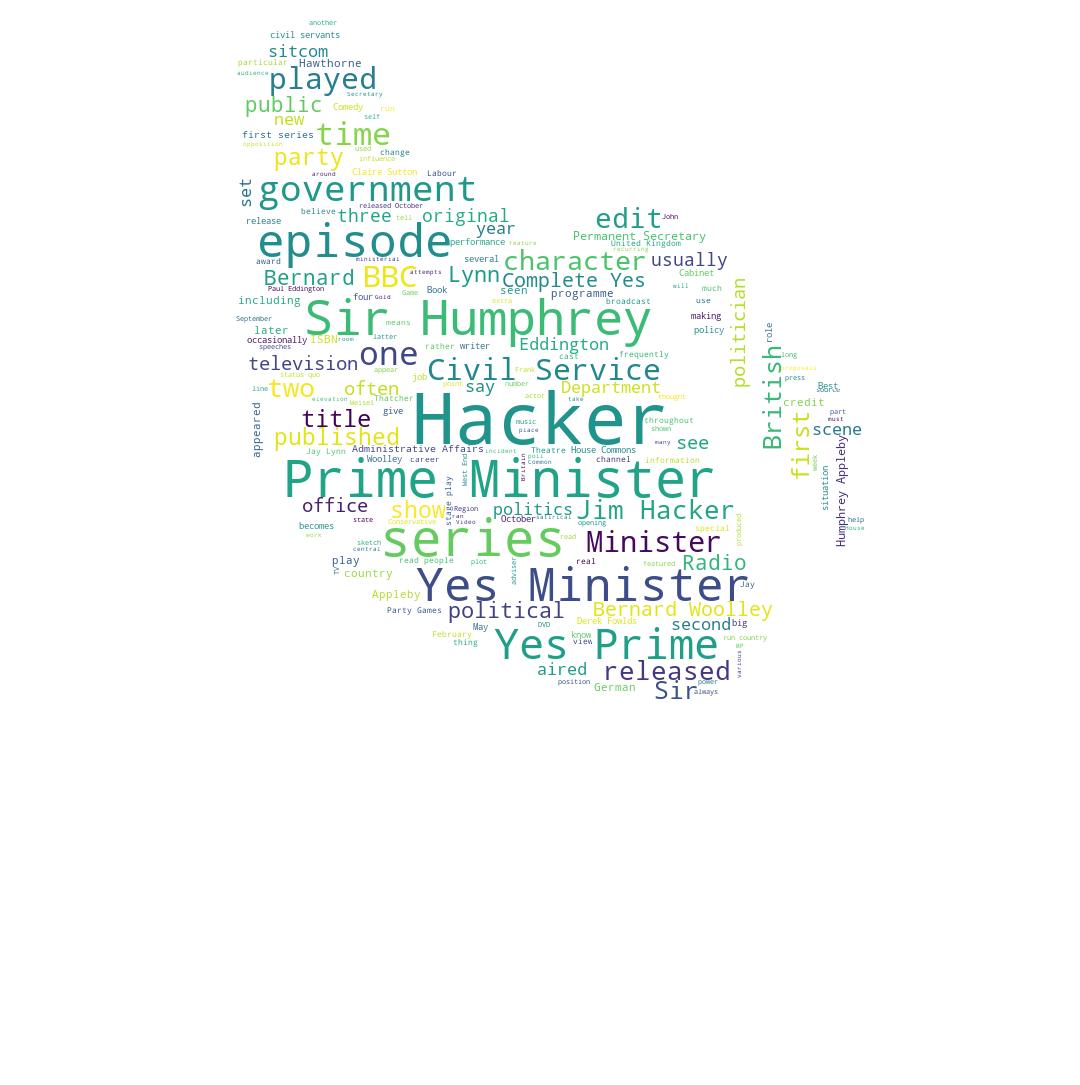 another
civil servants
sitcom
particular Hawthorne
audience played
Secretary
public Comedy runs
new self
first series time
opposition used change
party influence
around Claire Sutton Labour
set government
released October
believe three tell original edit John
release year Permanent Secretary
episode performance feature United Kingdom
recurring
award ministerial several character usually
Bernard BBC attempts Lynn Complete Yes Cabinet
Paul Eddington Game Book seen will much
including four Gold extra programme broadcast use
politician
September Sir Humphrey making
later means policy
occasionally ISBN room latter Eddington
speeches rather writer
television one cast frequently
role
British
long
appear Civil Service
status quo job Frank proposals
line two often point say number Department press
Best
source
elevation Thatcher actor take thought credit
Meisel
title give Hacker music throughout
place shown
part
must
scene
first
appeared
published many see
Jay Lynn Administrative Affairs incident Theatre House Commons
Woolley career West End Britain poll channel information
Common
week
situation
Humphrey Appleby
Prime Minister
stage play
office show Region politics Jim Hacker
state ran October satirical
becomes Conservative Video opening special produced
help
house
work series read Minister
sketch
central
play read people plot real featured Radio
TV country adviser
Yes Minister Jay
Appleby
Party Games political Bernard Woolley
May DVD Derek Fowlds second big
February know
thing Yes view Prime run country
MP
various
aired released
position German power
Sir always